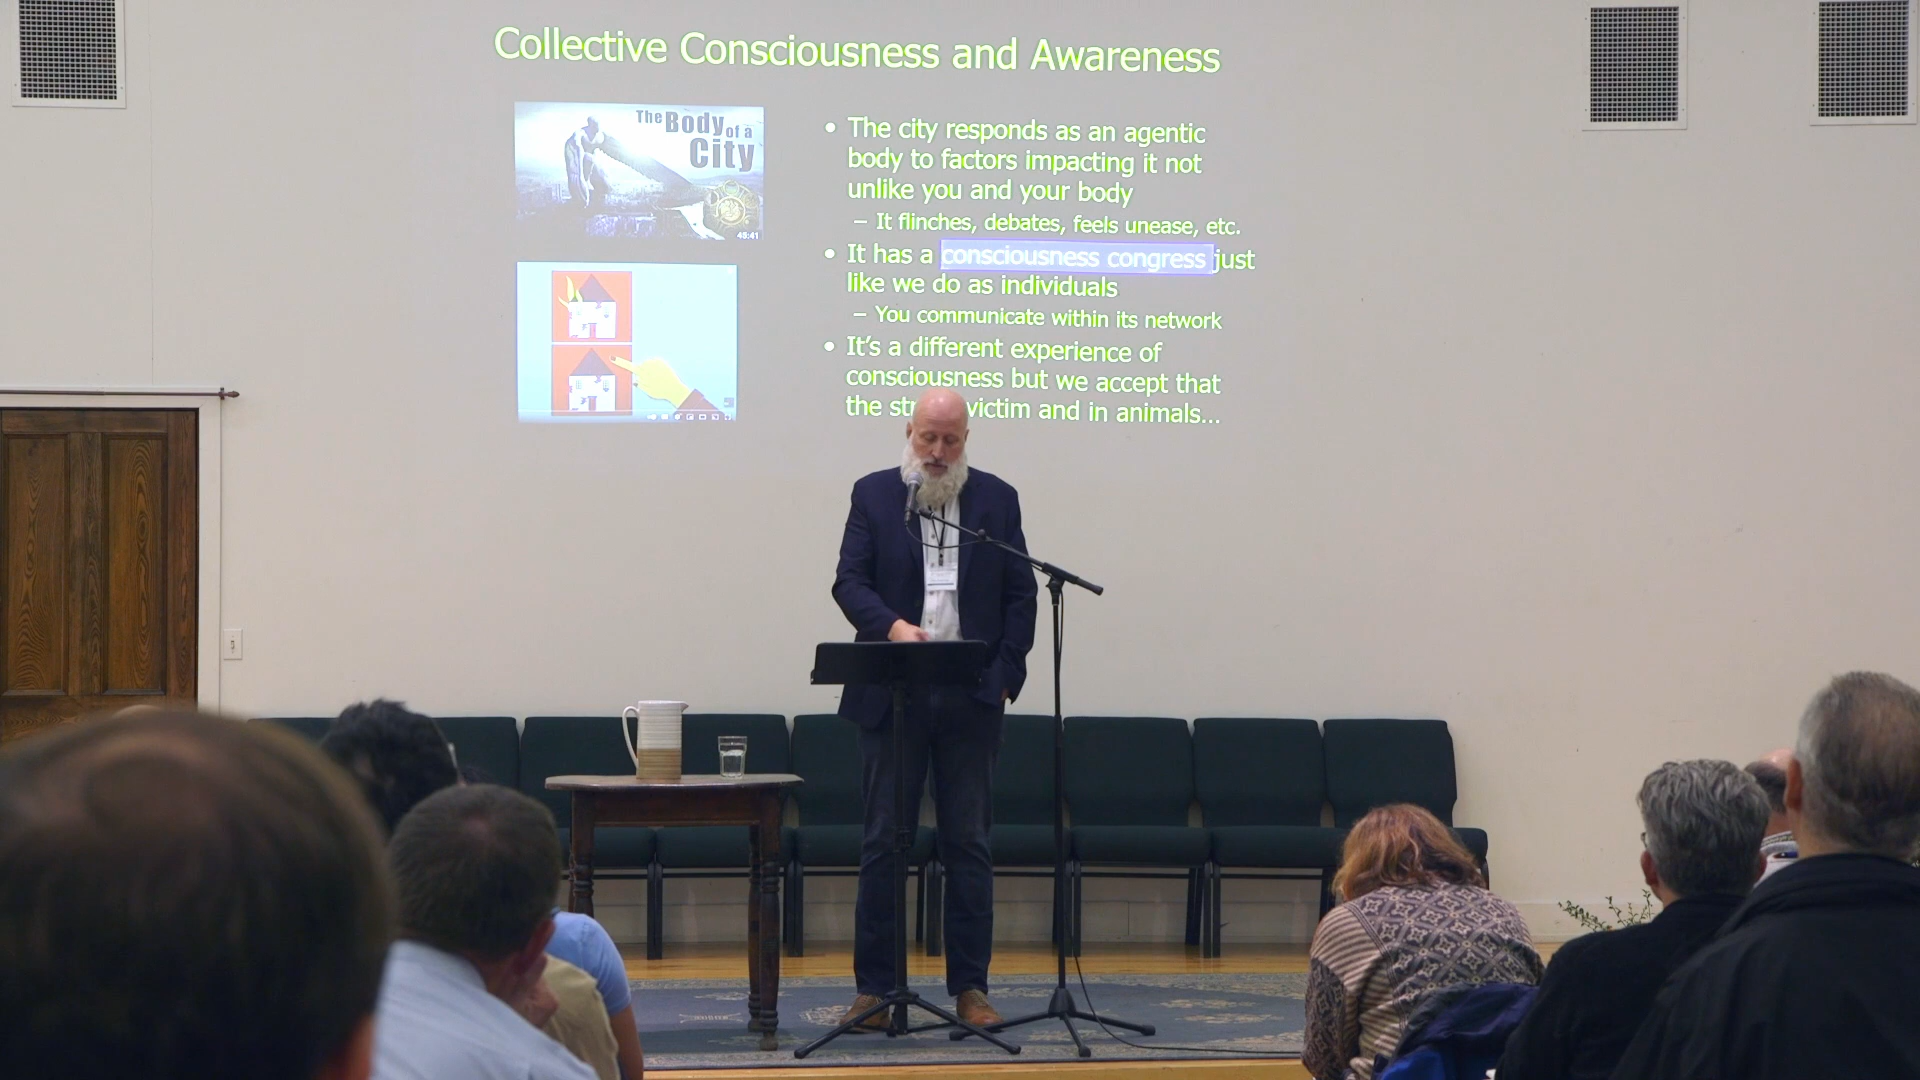 Collective Consciousness and Awareness
The Body of a
City
45:41
• The city responds as an agentic
body to factors impacting it not
unlike you and your body
– It flinches, debates, feels unease, etc.
• It has a consciousness congress just
like we do as individuals
– You communicate within its network
• It's a different experience of
consciousness but we accept that
the victim and in animals...